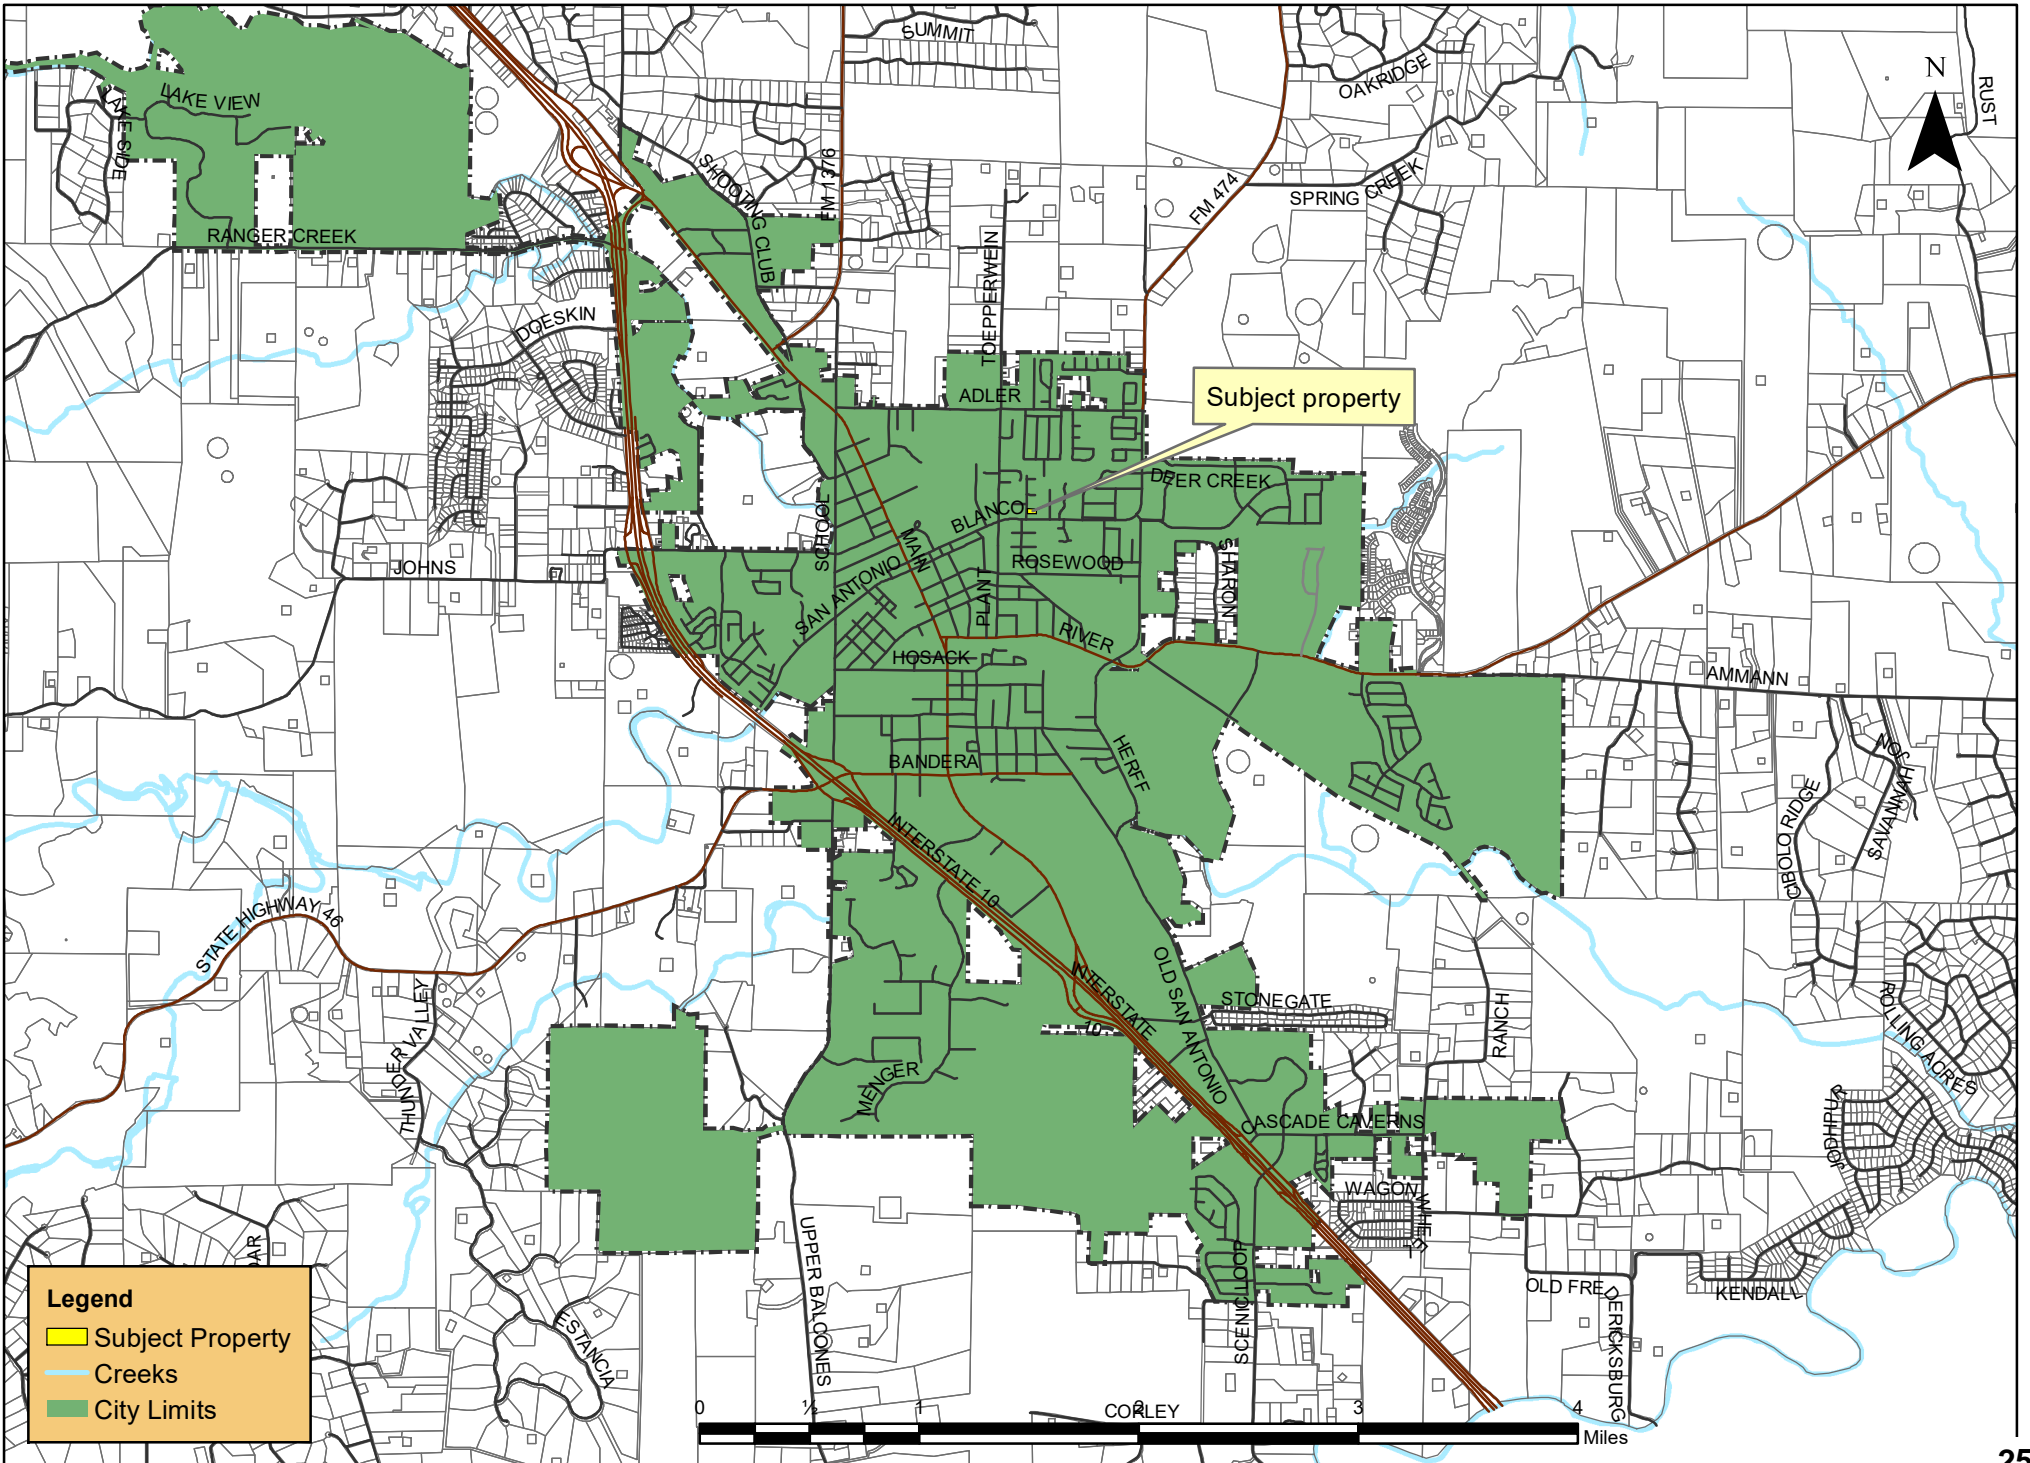 SUMMIT
OAKRIDGE
N
RUST
LAKE VIEW
LAKE SIDE
SHOOTING CLUB
FM 1376
FM 474
SPRING CREEK
RANGER CREEK
TOEPPERWEIN
DOESKIN
ADLER
Subject property
DEER CREEK
SCHOOL
BLANCO
MAIN
JOHNS
SAN ANTONIO
ROSEWOOD
SHARON
PLANT
RIVER
HOSACK
AMMANN
BANDERA
HERFF
JON
CIBOLO RIDGE
SAVANNAH
INTERSTATE 10
STATE HIGHWAY 46
OLD SAN ANTONIO
INTERSTATE
10
STONEGATE
RANCH
ROLLING ACRES
THUNDER VALLEY
MENGER
CASCADE CAVERNS
RUHDORF
WAGON WHEEL
UPPER BALCONES
SCENIC LOOP
OLD FREDERICKSBURG
KENDALL
DAR
ESTANCIA
Legend
Subject Property
Creeks
City Limits
CORLEY
0 ½ 1 2 3 4
Miles
25